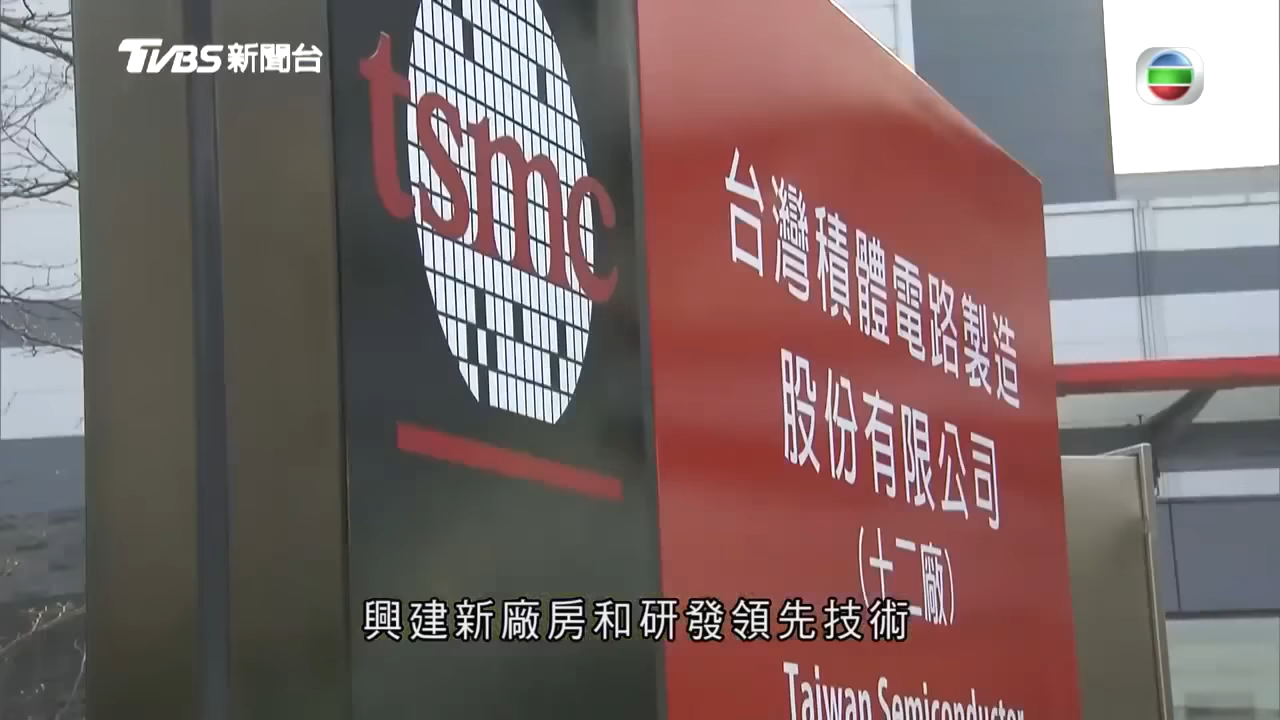 TVBS新聞台
tsmc
台灣積體電路製造
股份有限公司
(十二廠)
Taiwan Semiconductor
興建新廠房和研發領先技術